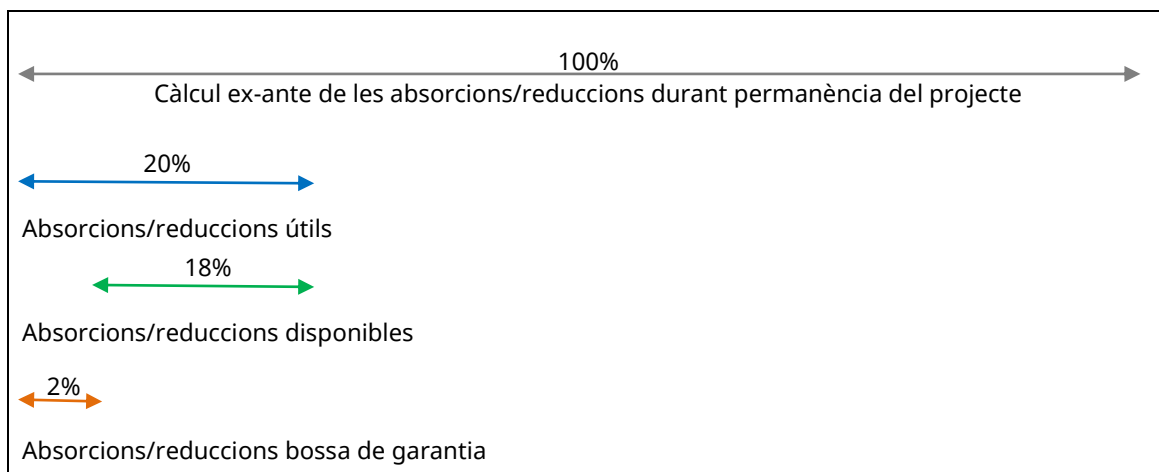 100%
Càlcul ex-ante de les absorcions/reduccions durant permanència del projecte
20%
Absorcions/reduccions útils
18%
Absorcions/reduccions disponibles
2%
Absorcions/reduccions bossa de garantia